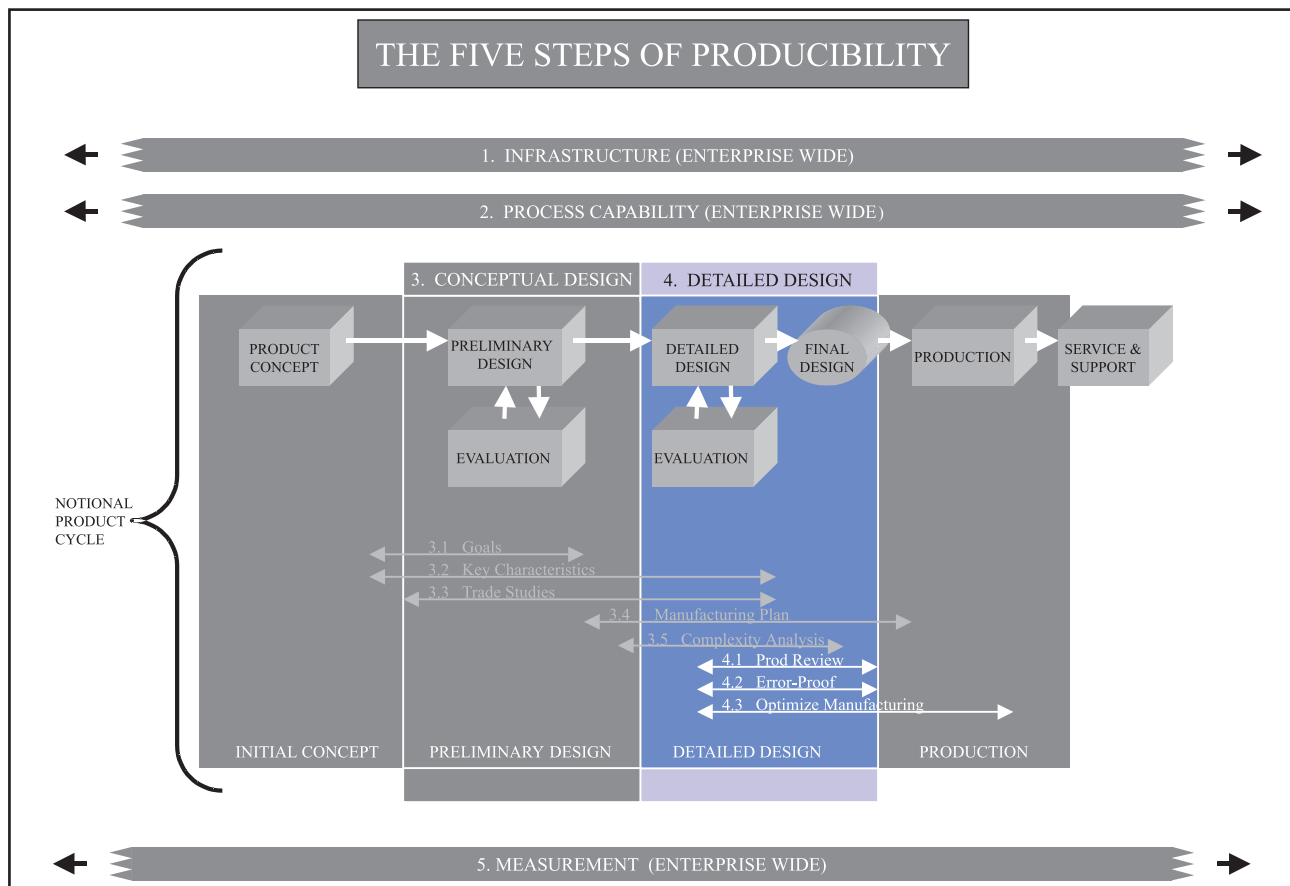 THE FIVE STEPS OF PRODUCIBILITY
1. INFRASTRUCTURE (ENTERPRISE WIDE)
2. PROCESS CAPABILITY (ENTERPRISE WIDE)
3. CONCEPTUAL DESIGN
4. DETAILED DESIGN
PRODUCT
CONCEPT
PRELIMINARY
DESIGN
DETAILED
DESIGN
FINAL
DESIGN
PRODUCTION
SERVICE &
SUPPORT
EVALUATION
EVALUATION
NOTIONAL
PRODUCT
CYCLE
3.1 Goals
3.2 Key Characteristics
3.3 Trade Studies
3.4 Manufacturing Plan
3.5 Complexity Analysis
4.1 Prod Review
4.2 Error-Proof
4.3 Optimize Manufacturing
INITIAL CONCEPT
PRELIMINARY DESIGN
DETAILED DESIGN
PRODUCTION
5. MEASUREMENT (ENTERPRISE WIDE)